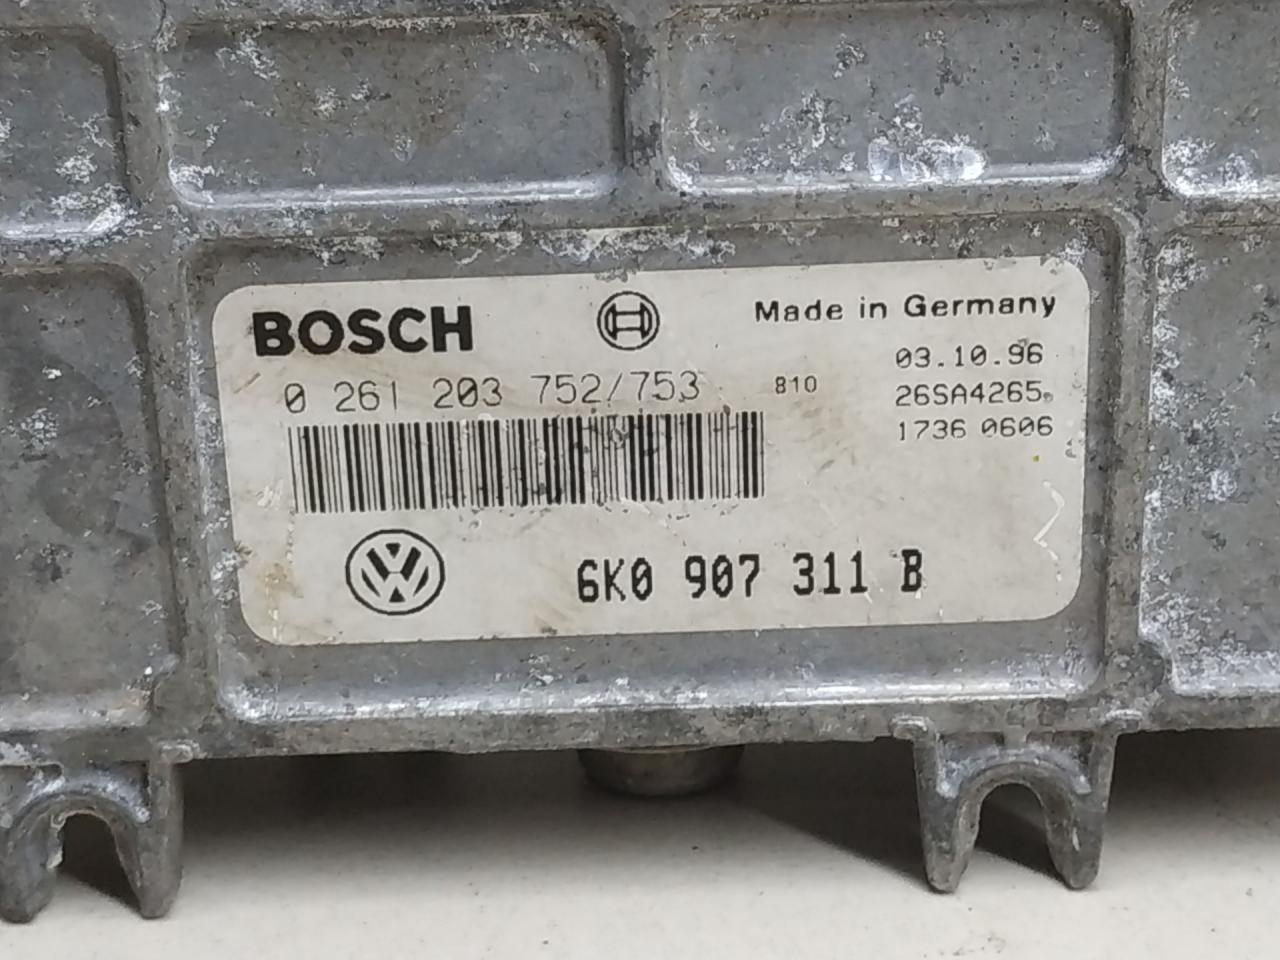 BOSCH
Made in Germany
03.10.96
0 261 203 752/753
810
26SA4265
1736 0606
6K0 907 311 B